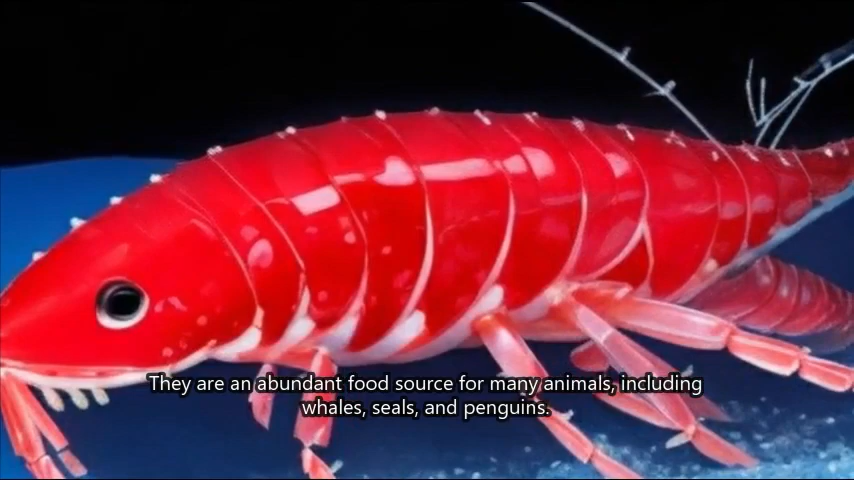 They are an abundant food source for many animals, including
whales, seals, and penguins.